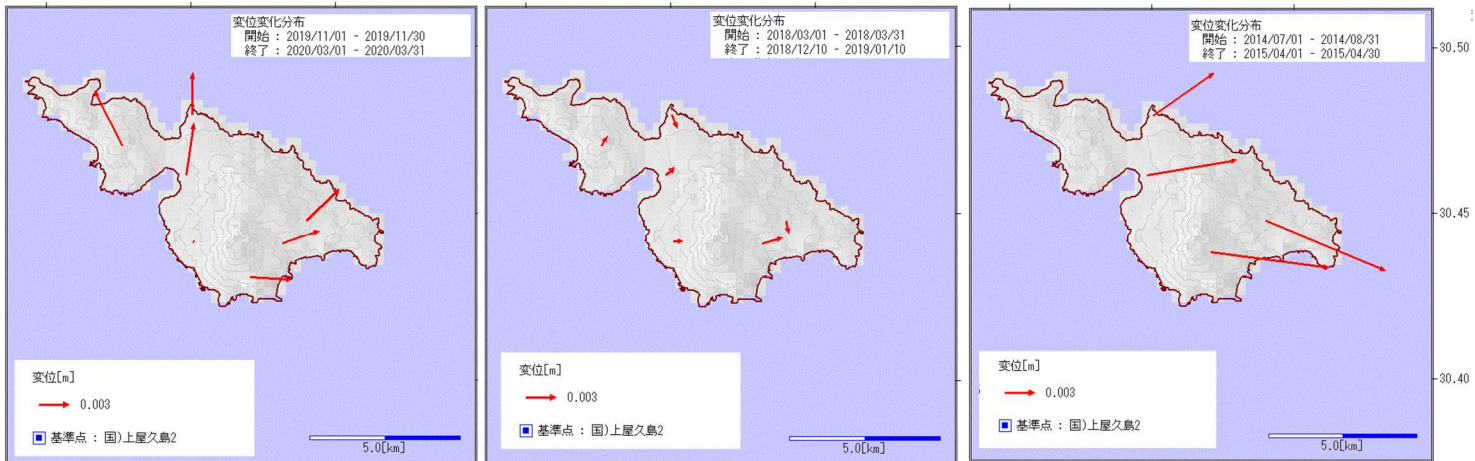 変位変化分布
開始 : 2019/11/01 - 2019/11/30
終了 : 2020/03/01 - 2020/03/31
変位[m]
0.003
基準点 : 国)上屋久島2
5.0[km]
変位変化分布
開始 : 2018/03/01 - 2018/03/31
終了 : 2018/12/10 - 2019/01/10
変位[m]
0.003
基準点 : 国)上屋久島2
5.0[km]
変位変化分布
開始 : 2014/07/01 - 2014/08/31
終了 : 2015/04/01 - 2015/04/30
変位[m]
0.003
基準点 : 国)上屋久島2
5.0[km]
30.50
30.45
30.40